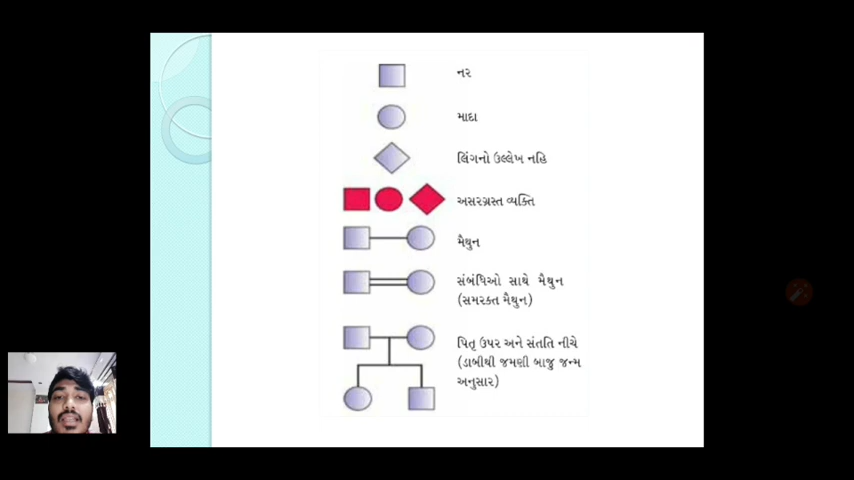 નર
માદા
લિંગનો ઉલ્લેખ નહિ
અસરગ્રસ્ત વ્યક્તિ
મૈથુન
સંબંધિઓ સાથે મૈથુન
(સમરક્ત મૈથુન)
પિતૃ ઉપર અને સંતતિ નીચે
(ડાબીથી જમણી બાજુ જન્મ
અનુસાર)